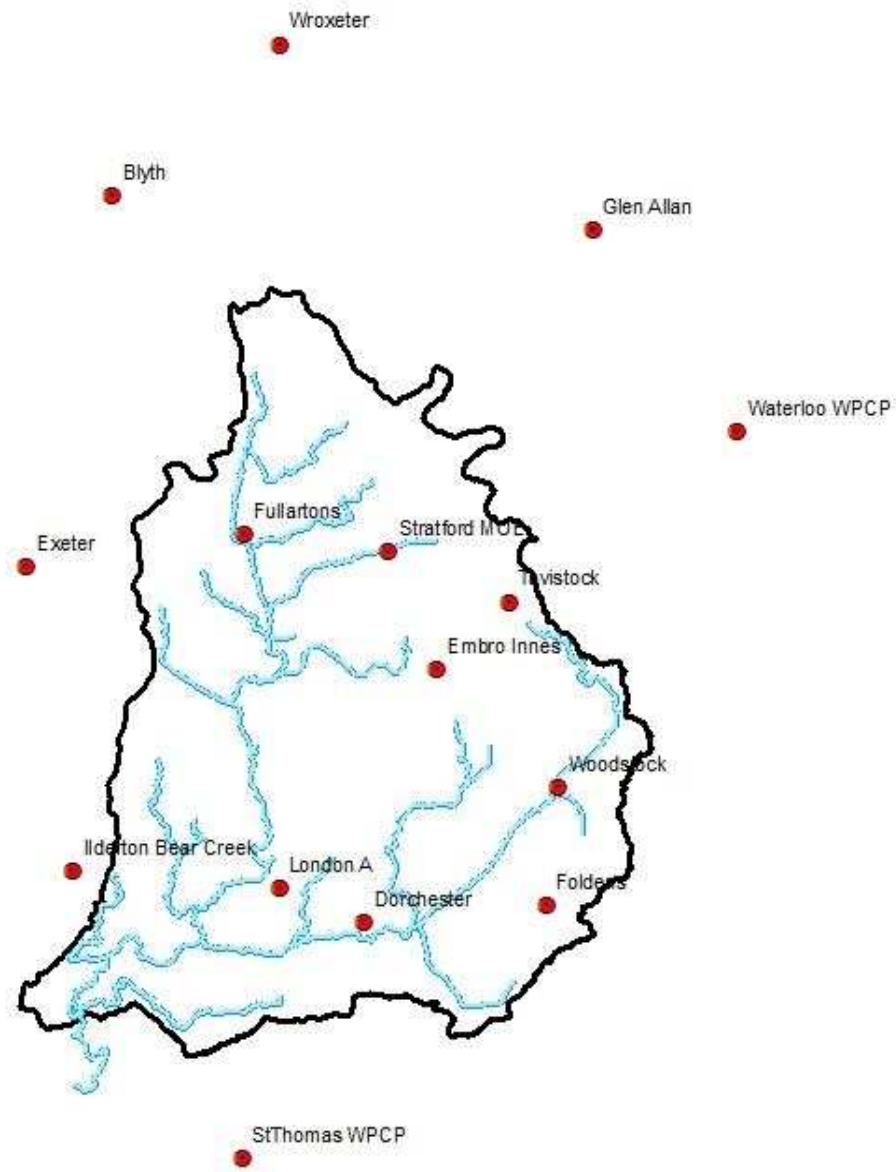 Wroxeter
Blyth
Glen Allan
Waterloo WPCP
Fullartons
Stratford MOE
Exeter
Tavistock
Embro Innes
Woodstock
Ilderton Bear Creek
London A
Foldens
Dorchester
StThomas WPCP